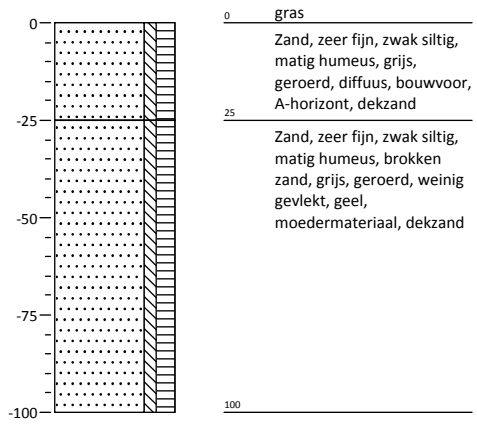 0
gras
0
Zand, zeer fijn, zwak siltig,
matig humeus, grijs,
geroerd, diffuus, bouwvoor,
A-horizont, dekzand
25
-25
Zand, zeer fijn, zwak siltig,
matig humeus, brokken
zand, grijs, geroerd, weinig
gevlekt, geel,
moedermateriaal, dekzand
-50
-75
100
-100